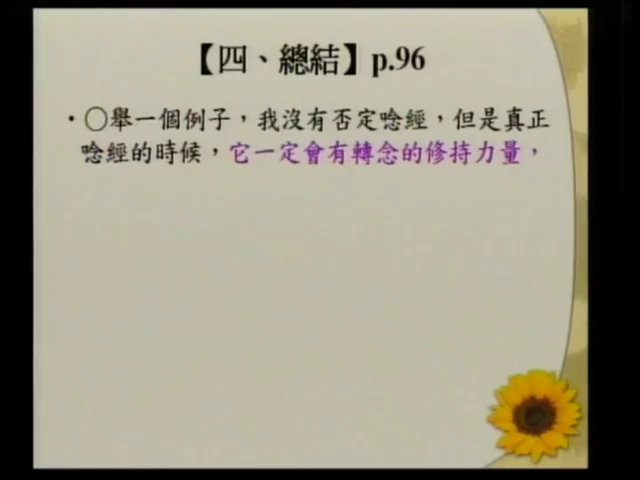 【四、總結】p.96
•〇舉一個例子，我沒有否定唸經，但是真正
唸經的時候，它一定會有轉念的修持力量，